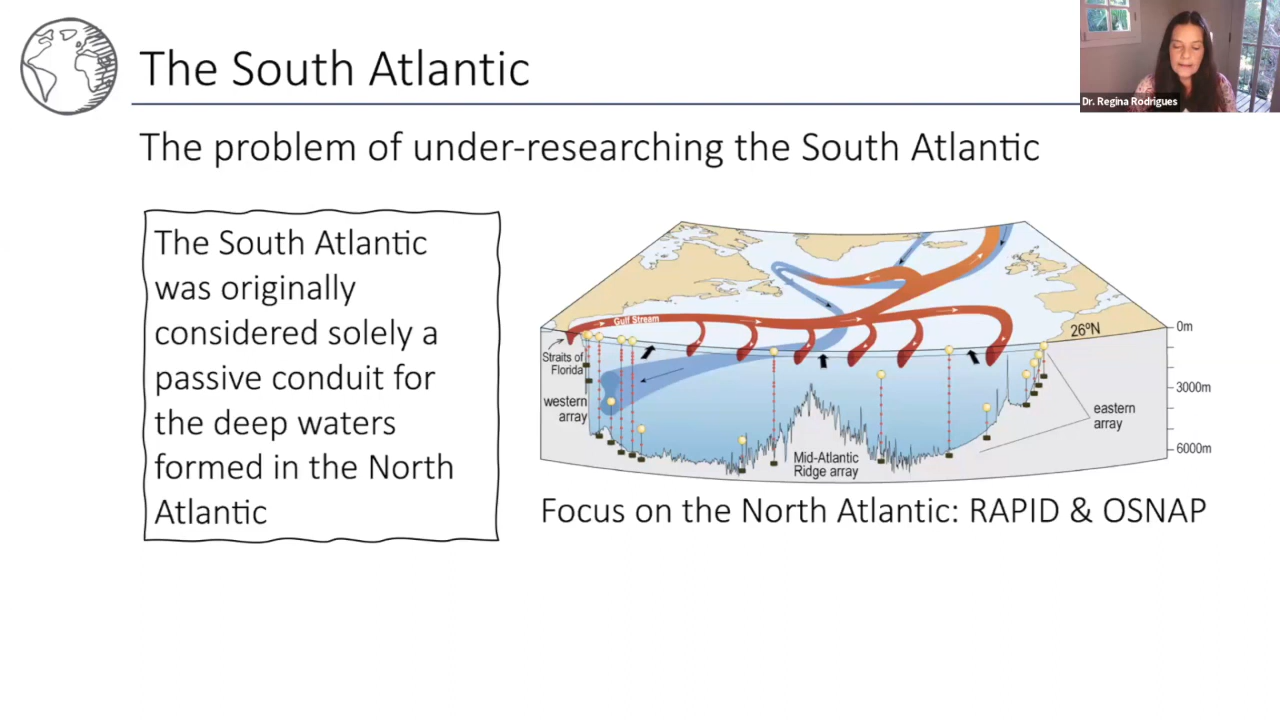 The South Atlantic
Dr. Regina Rodrigues
The problem of under-researching the South Atlantic
The South Atlantic
was originally
considered solely a
passive conduit for
the deep waters
formed in the North
Atlantic
Gulf Stream
26ºN
0m
Straits of
Florida
3000m
western
array
eastern
array
6000m
Mid-Atlantic
Ridge array
Focus on the North Atlantic: RAPID & OSNAP